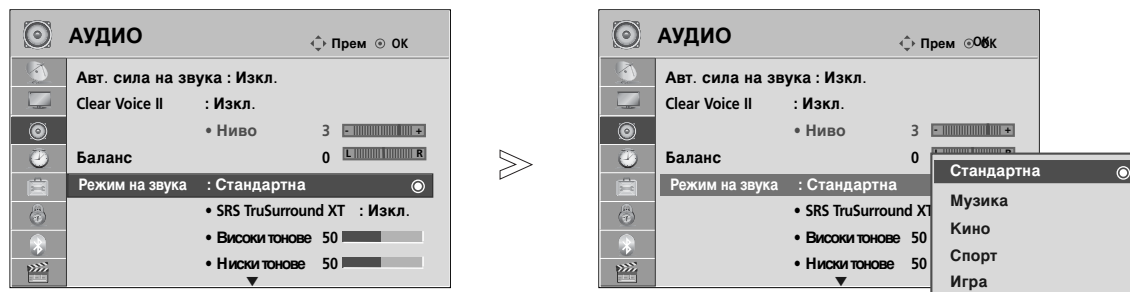 АУДИО
Прем ОК
Авт. сила на звука : Изкл.
Clear Voice II : Изкл.
• Ниво 3 - +
Баланс 0 L R
Режим на звука : Стандартна
• SRS TruSurround XT : Изкл.
• Високи тонове 50
• Ниски тонове 50
АУДИО
Прем
Авт. сила на звука : Изкл.
Clear Voice II : Изкл.
• Ниво 3 - +
Баланс 0
Режим на звука : Стандартна
• SRS TruSurround XT
• Високи тонове 50
• Ниски тонове 50
Стандартна
Музика
Кино
Спорт
Игра